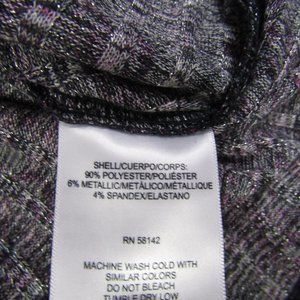 SHELL/CUERPO/CORPS:
90% POLYESTER/POLIÉSTER
6% METALLIC/METÁLICO/MÉTALLIQUE
4% SPANDEX/ELASTANO
RN 58142
MACHINE WASH COLD WITH
SIMILAR COLORS
DO NOT BLEACH
TUMBLE DRY LOW